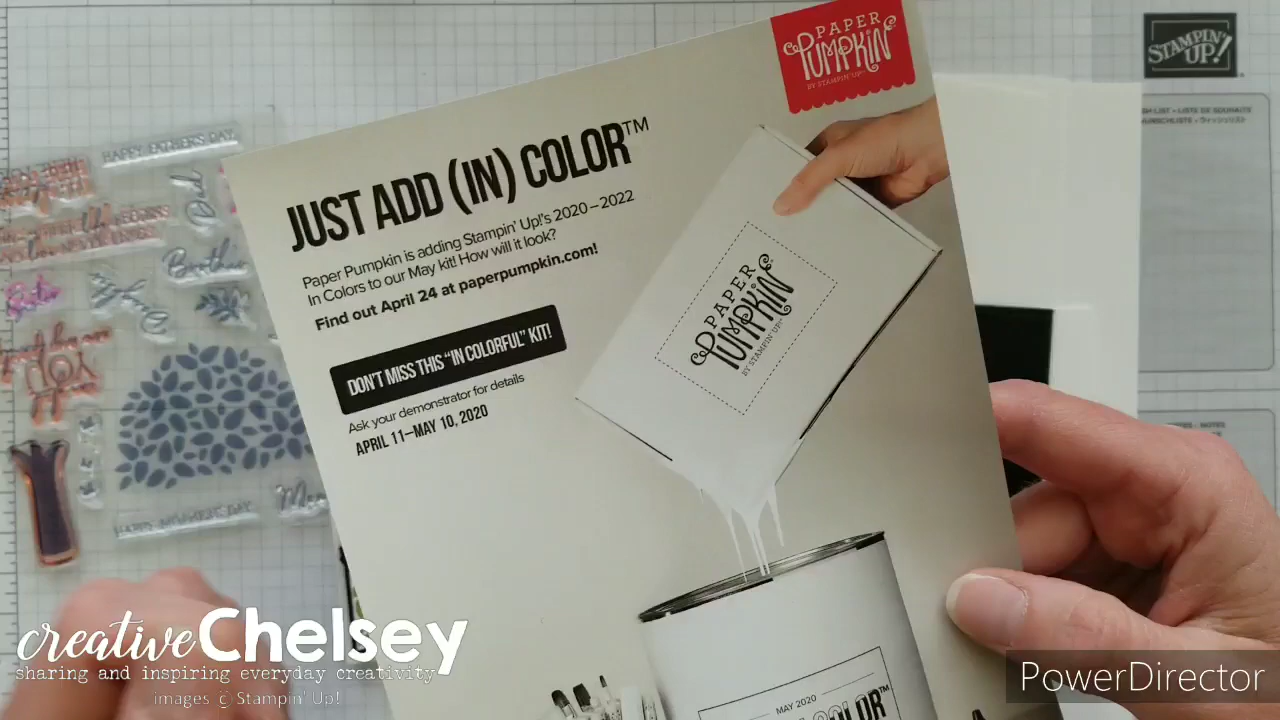 PAPER
PUMPKIN
BY STAMPIN' UP!®
STAMPIN'
UP!
JUST ADD (IN) COLOR™
Paper Pumpkin is adding Stampin' Up!'s 2020–2022
In Colors to our May kit! How will it look?
Find out April 24 at paperpumpkin.com!
DON'T MISS THIS "IN COLORFUL" KIT!
Ask your demonstrator for details
APRIL 11–MAY 10, 2020
PAPER
PUMPKIN
BY STAMPIN' UP!®
MAY 2020
COLOR™
HAPPY FATHER'S DAY
Brother
HAPPY MOTHER'S DAY
creative Chelsey
sharing and inspiring everyday creativity
images © Stampin' Up!
PowerDirector